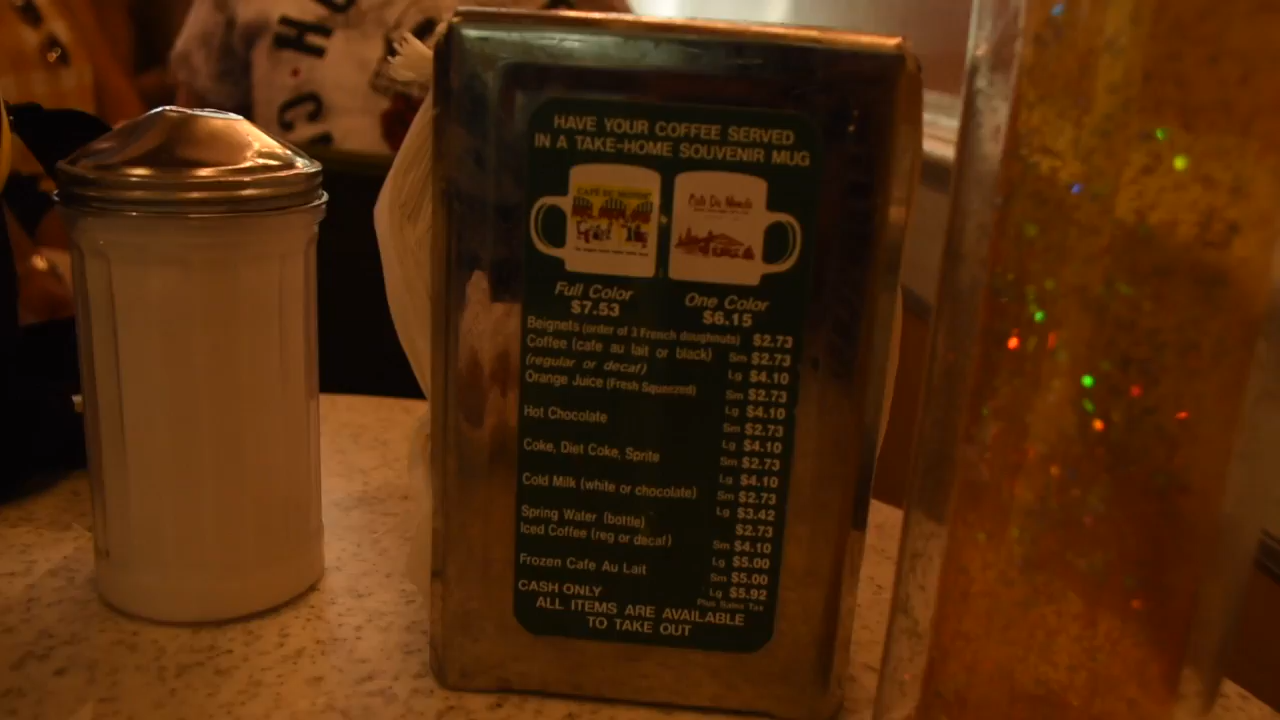 HAVE YOUR COFFEE SERVED
IN A TAKE-HOME SOUVENIR MUG
CAFÉ DU MONDE
Cafe Du Monde
Full Color
$7.53
One Color
$6.15
Beignets (order of 3 French doughnuts) $2.73
Coffee (cafe au lait or black) Sm $2.73
(regular or decaf) Lg $4.10
Orange Juice (Fresh Squeezed) Sm $2.73
Lg $4.10
Hot Chocolate Sm $2.73
Lg $4.10
Coke, Diet Coke, Sprite Sm $2.73
Lg $4.10
Cold Milk (white or chocolate) Sm $2.73
Lg $3.42
Spring Water (bottle) $2.73
Iced Coffee (reg or decaf) Sm $4.10
Lg $5.00
Frozen Cafe Au Lait Sm $5.00
Lg $5.92
CASH ONLY Plus Sales Tax
ALL ITEMS ARE AVAILABLE
TO TAKE OUT